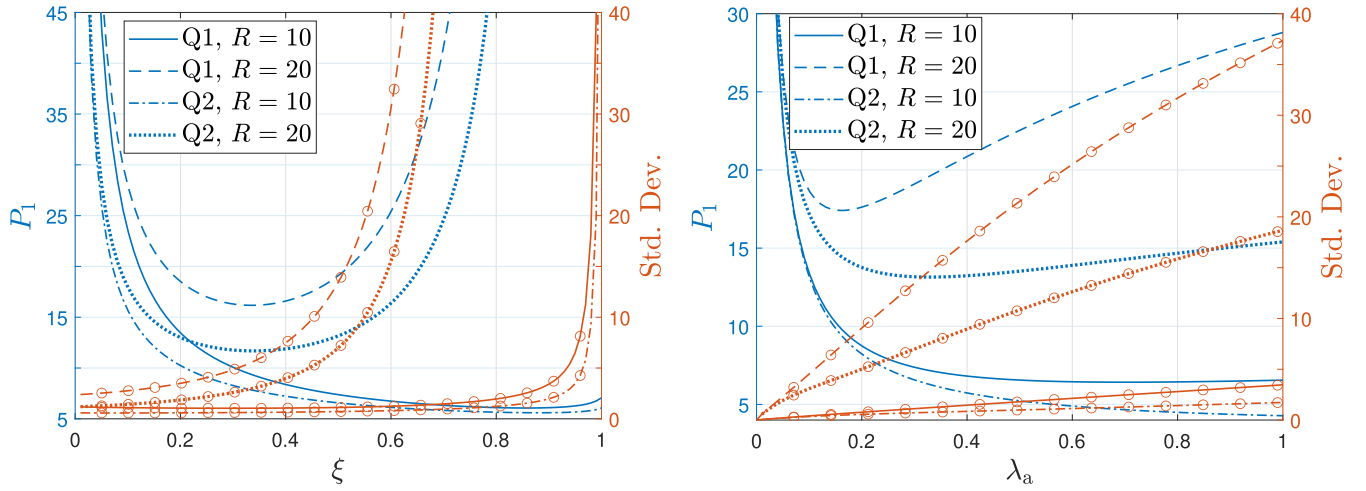 45
35
25
15
5
P₁
Q1, R = 10
Q1, R = 20
Q2, R = 10
Q2, R = 20
40
30
20
10
0
Std. Dev.
0 0.2 0.4 0.6 0.8 1
ξ
30
25
20
15
10
5
P₁
Q1, R = 10
Q1, R = 20
Q2, R = 10
Q2, R = 20
40
30
20
10
0
Std. Dev.
0 0.2 0.4 0.6 0.8 1
λₐ